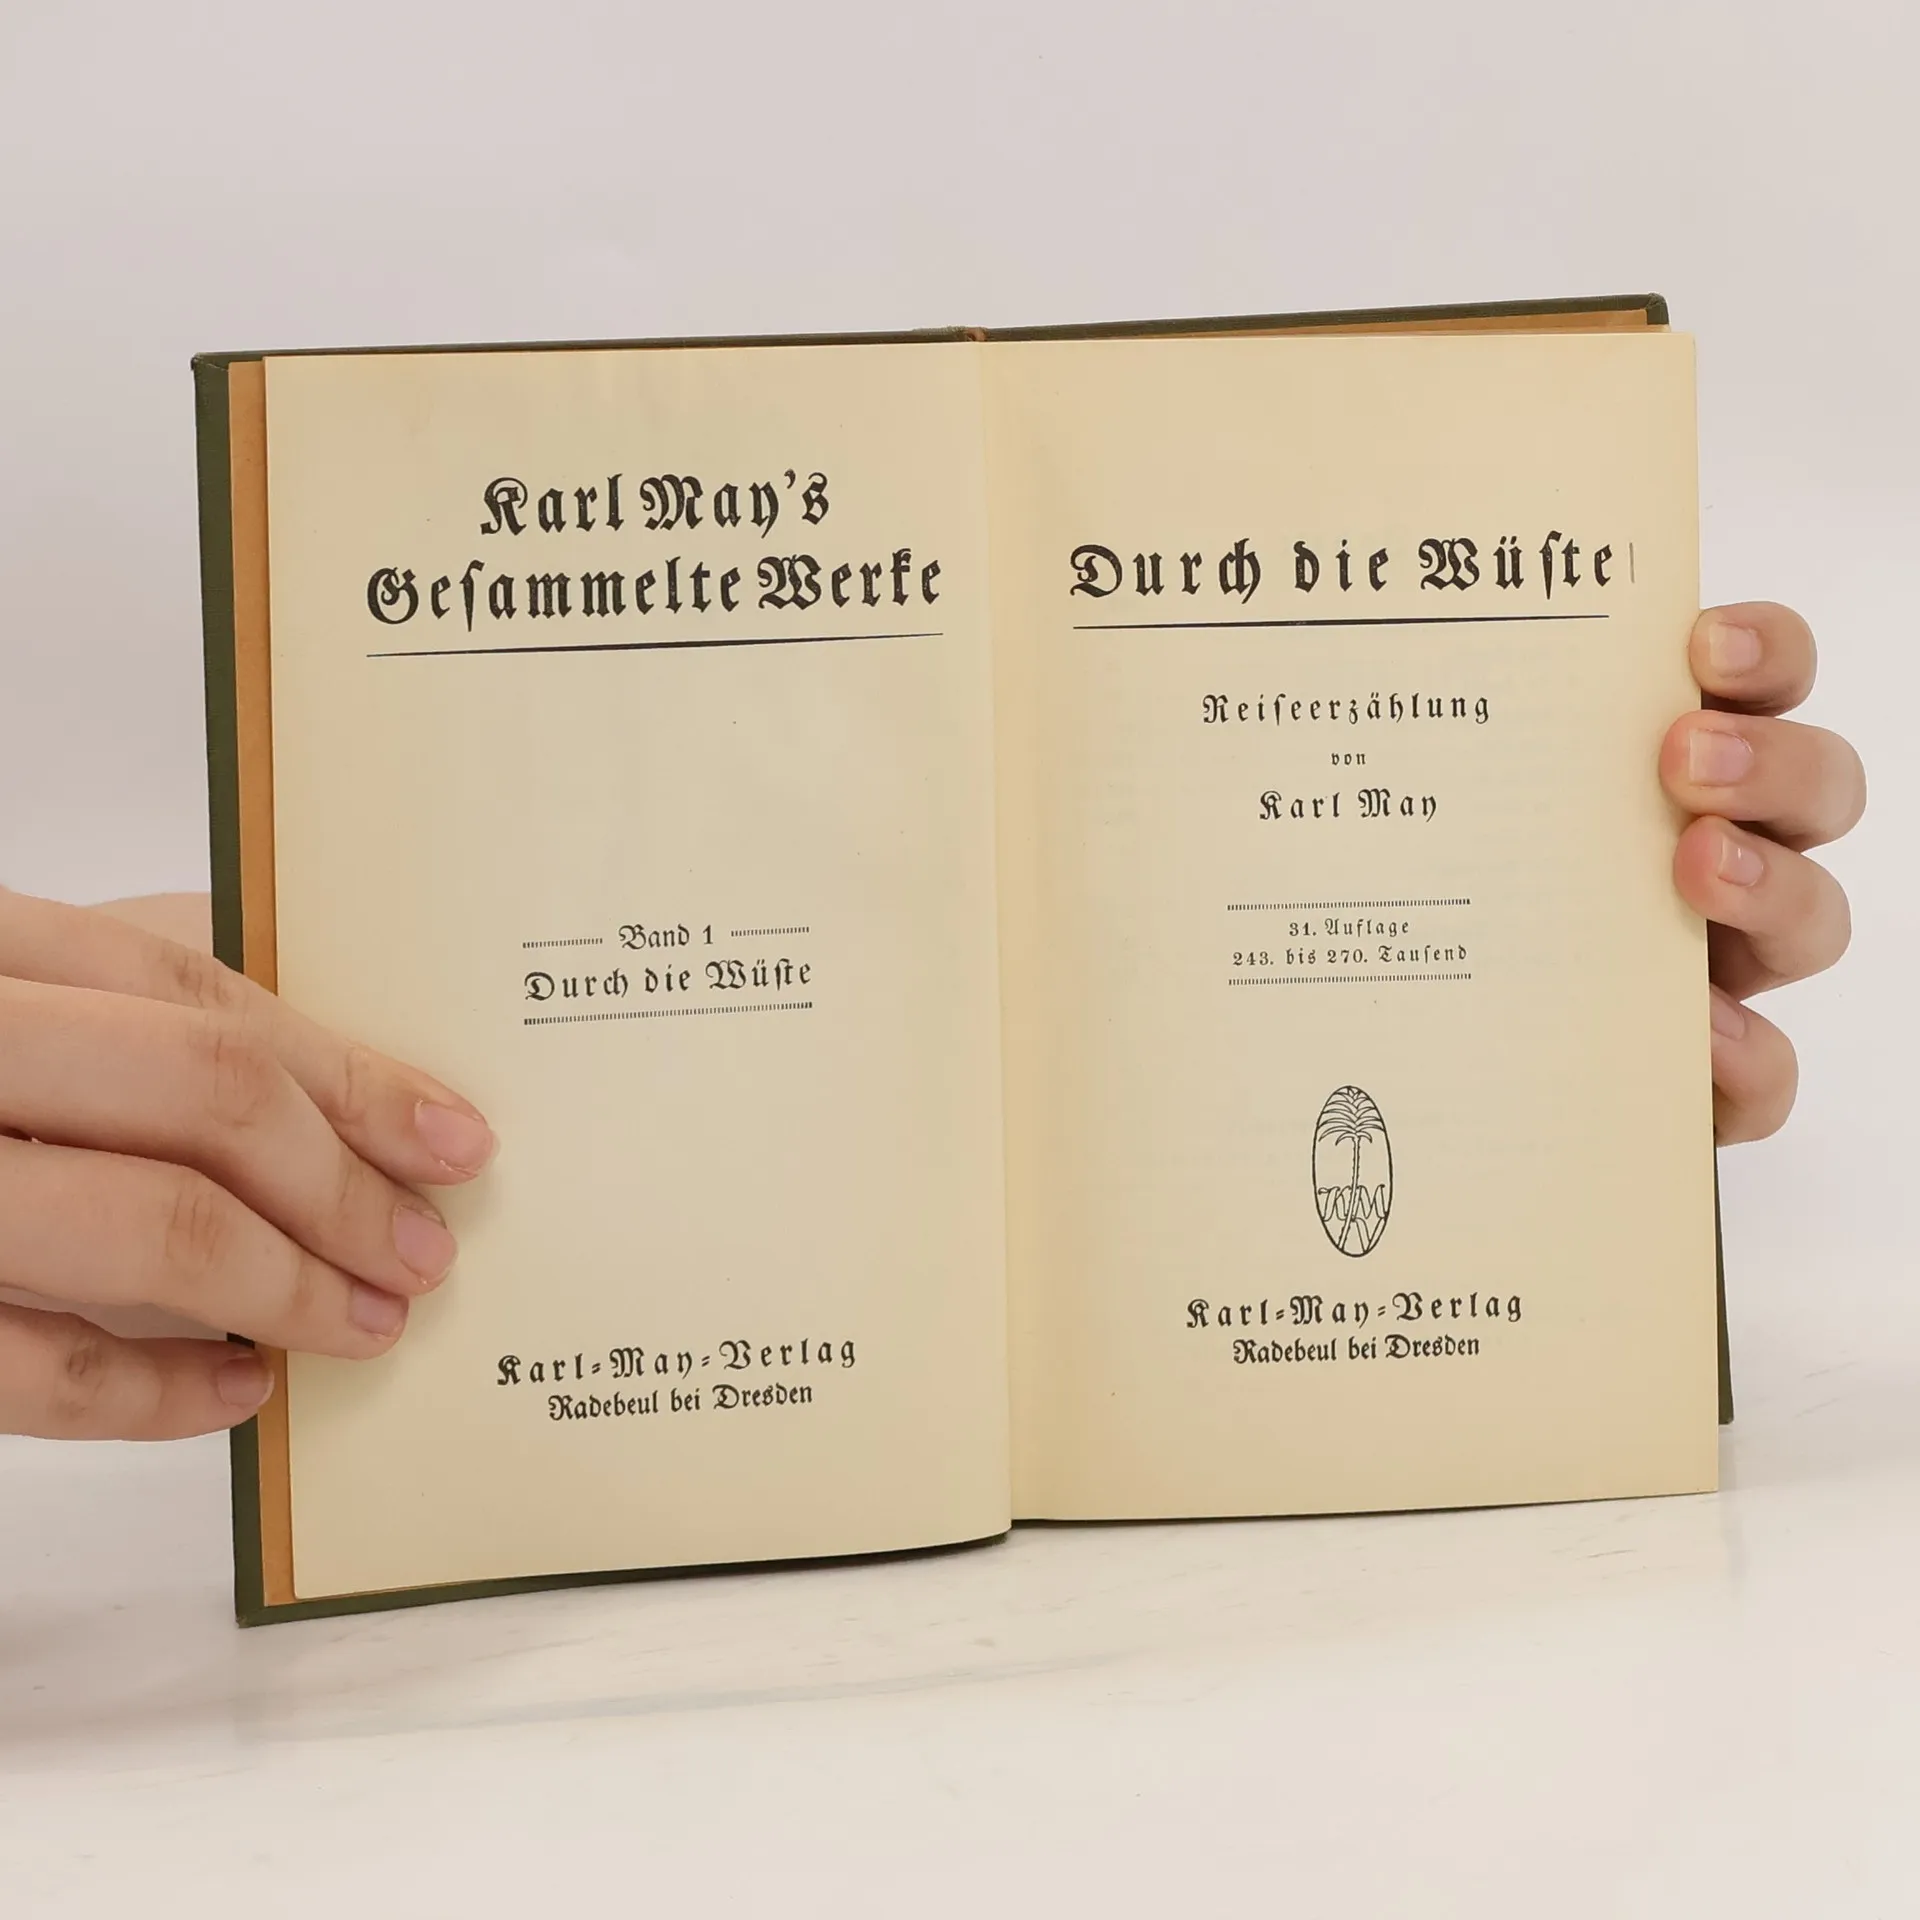 Karl May's
Gesammelte Werke
Band 1
Durch die Wüste
Karl-May-Verlag
Radebeul bei Dresden
Durch die Wüste
Reiseerzählung
von
Karl May
31. Auflage
243. bis 270. Tausend
KM
V
Karl-May-Verlag
Radebeul bei Dresden